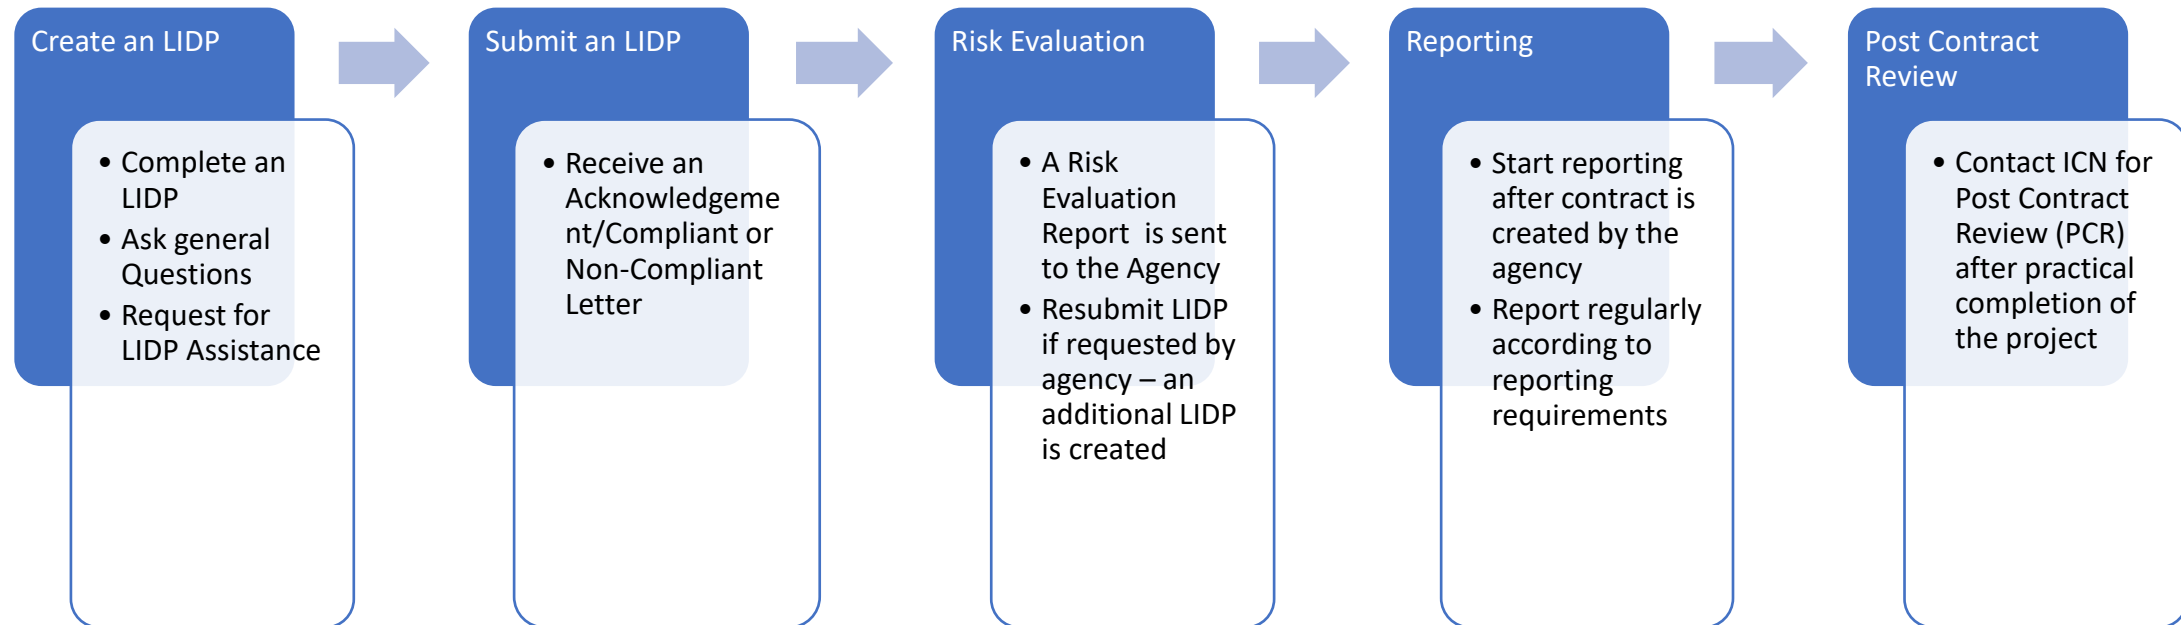 Create an LIDP
• Complete an
LIDP
• Ask general
Questions
• Request for
LIDP Assistance
Submit an LIDP
• Receive an
Acknowledgeme
nt/Compliant or
Non-Compliant
Letter
Risk Evaluation
• A Risk
Evaluation
Report  is sent
to the Agency
• Resubmit LIDP
if requested by
agency – an
additional LIDP
is created
Reporting
• Start reporting
after contract is
created by the
agency
• Report regularly
according to
reporting
requirements
Post Contract
Review
• Contact ICN for
Post Contract
Review (PCR)
after practical
completion of
the project